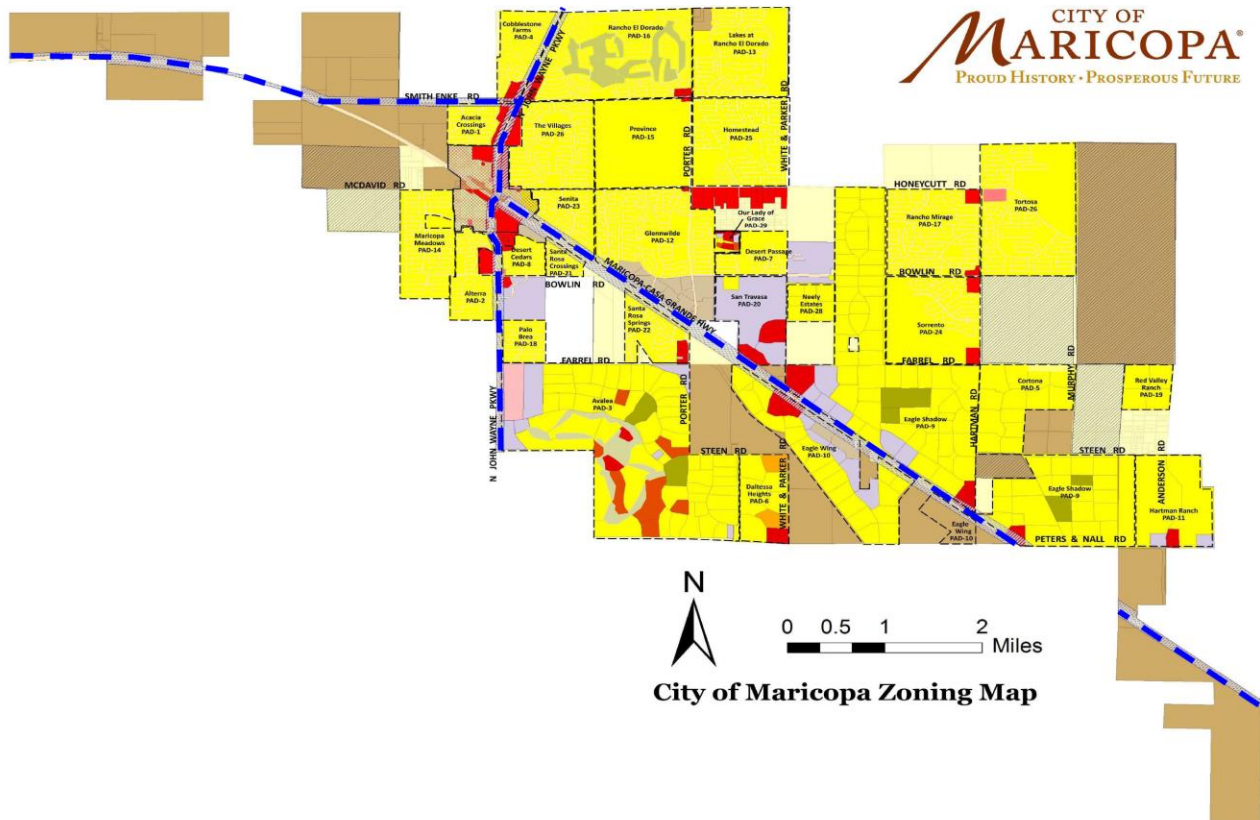 CITY OF
MARICOPA®
PROUD HISTORY · PROSPEROUS FUTURE
Cobblestone
Farms
PAD-4
Rancho El Dorado
PAD-16
Lakes at
Rancho El Dorado
PAD-13
N JOHN WAYNE PKWY
SMITH ENKE RD
Acacia
Crossings
PAD-1
The Villages
PAD-26
Province
PAD-15
PORTER RD
Homestead
PAD-25
WHITE & PARKER RD
MCDAVID RD
HONEYCUTT RD
Senita
PAD-23
Our Lady of
Grace
PAD-29
Rancho Mirage
PAD-17
Tortosa
PAD-26
Maricopa
Meadows
PAD-14
Glennwilde
PAD-12
Desert
Cedars
PAD-8
Santa
Rosa
Crossings
PAD-21
Desert Passage
PAD-7
BOWLIN RD
BOWLIN RD
MARICOPA-CASA GRANDE HWY
Alterra
PAD-2
San Travasa
PAD-20
Neely
Estates
PAD-28
Santa
Rosa
Springs
PAD-22
Sorrento
PAD-24
Palo
Brea
PAD-18
FARREL RD
FARREL RD
MURPHY RD
Cortona
PAD-5
Red Valley
Ranch
PAD-19
Avalea
PAD-3
PORTER RD
Eagle Shadow
PAD-9
HARTMAN RD
N JOHN WAYNE PKWY
STEEN RD
Eagle Wing
PAD-10
STEEN RD
WHITE & PARKER RD
Daltessa
Heights
PAD-6
Eagle Shadow
PAD-9
ANDERSON RD
Hartman Ranch
PAD-11
Eagle
Wing
PAD-10
PETERS & NALL RD
N
0 0.5 1 2
Miles
City of Maricopa Zoning Map